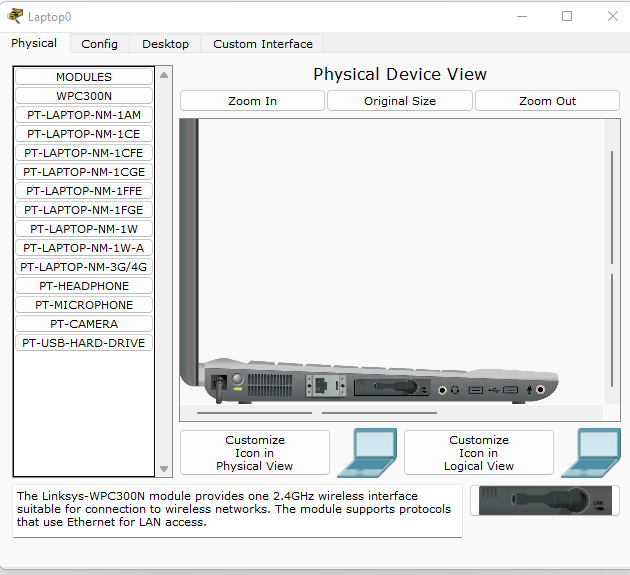 Laptop0
Physical
Config
Desktop
Custom Interface
MODULES
WPC300N
PT-LAPTOP-NM-1AM
PT-LAPTOP-NM-1CE
PT-LAPTOP-NM-1CFE
PT-LAPTOP-NM-1CGE
PT-LAPTOP-NM-1FFE
PT-LAPTOP-NM-1FGE
PT-LAPTOP-NM-1W
PT-LAPTOP-NM-1W-A
PT-LAPTOP-NM-3G/4G
PT-HEADPHONE
PT-MICROPHONE
PT-CAMERA
PT-USB-HARD-DRIVE
Physical Device View
Zoom In
Original Size
Zoom Out
Customize
Icon in
Physical View
Customize
Icon in
Logical View
The Linksys-WPC300N module provides one 2.4GHz wireless interface
suitable for connection to wireless networks. The module supports protocols
that use Ethernet for LAN access.
LINK